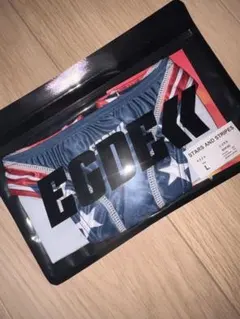 EGDE
STARS AND STRIPES
L